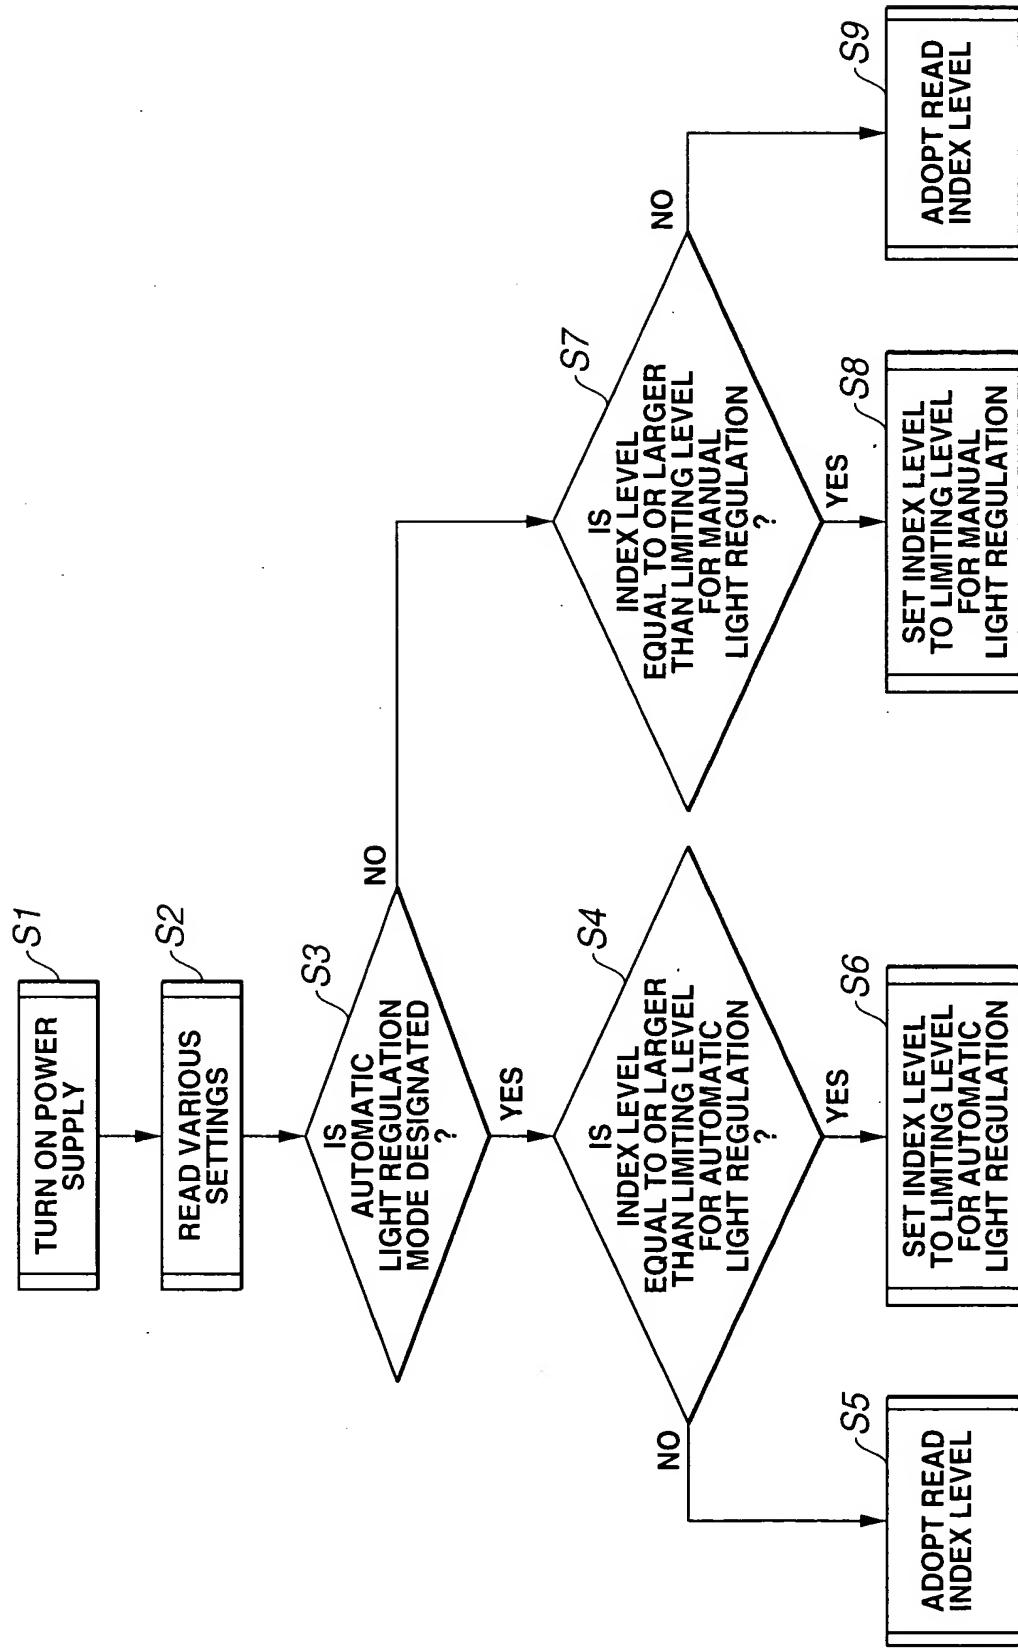 S1
TURN ON POWER
SUPPLY
S2
READ VARIOUS
SETTINGS
S3
IS
AUTOMATIC
LIGHT REGULATION
MODE DESIGNATED
?
NO
YES
S4
IS
INDEX LEVEL
EQUAL TO OR LARGER
THAN LIMITING LEVEL
FOR AUTOMATIC
LIGHT REGULATION
?
NO
YES
S7
IS
INDEX LEVEL
EQUAL TO OR LARGER
THAN LIMITING LEVEL
FOR MANUAL
LIGHT REGULATION
?
NO
YES
S5
ADOPT READ
INDEX LEVEL
S6
SET INDEX LEVEL
TO LIMITING LEVEL
FOR AUTOMATIC
LIGHT REGULATION
S8
SET INDEX LEVEL
TO LIMITING LEVEL
FOR MANUAL
LIGHT REGULATION
S9
ADOPT READ
INDEX LEVEL